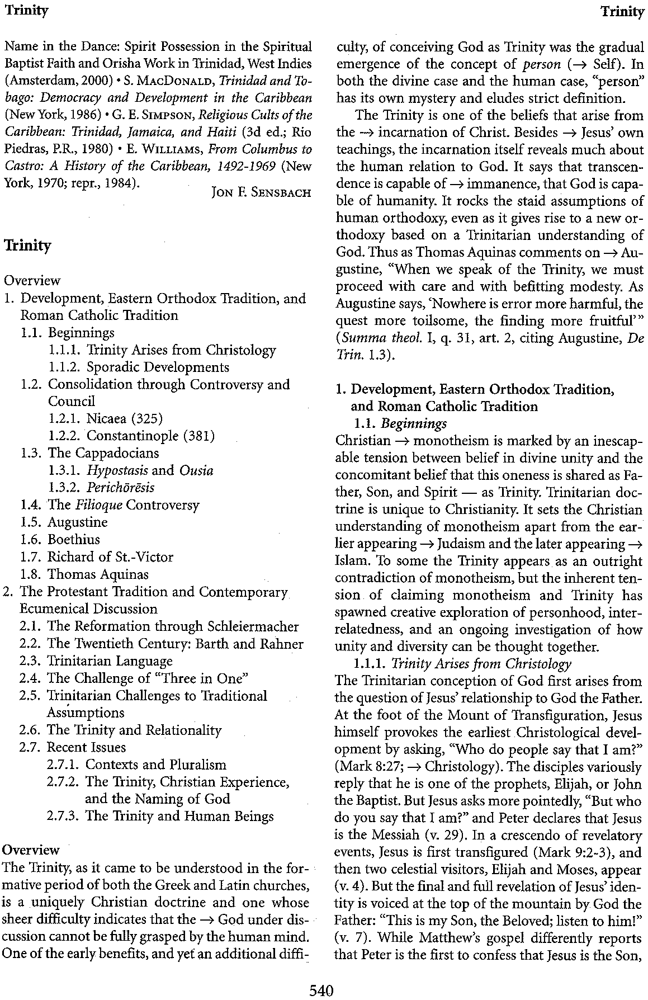 Trinity
Trinity
Name in the Dance: Spirit Possession in the Spiritual
Baptist Faith and Orisha Work in Trinidad, West Indies
(Amsterdam, 2000) • S. MacDonald, Trinidad and To-
bago: Democracy and Development in the Caribbean
(New York, 1986) • G. E. Simpson, Religious Cults of the
Caribbean: Trinidad, Jamaica, and Haiti (3d ed.; Rio
Piedras, P.R., 1980) • E. Williams, From Columbus to
Castro: A History of the Caribbean, 1492-1969 (New
York, 1970; repr., 1984).
Jon F. Sensbach
Trinity
Overview
1. Development, Eastern Orthodox Tradition, and
Roman Catholic Tradition
1.1. Beginnings
1.1.1. Trinity Arises from Christology
1.1.2. Sporadic Developments
1.2. Consolidation through Controversy and
Council
1.2.1. Nicaea (325)
1.2.2. Constantinople (381)
1.3. The Cappadocians
1.3.1. Hypostasis and Ousia
1.3.2. Perichōrēsis
1.4. The Filioque Controversy
1.5. Augustine
1.6. Boethius
1.7. Richard of St.-Victor
1.8. Thomas Aquinas
2. The Protestant Tradition and Contemporary
Ecumenical Discussion
2.1. The Reformation through Schleiermacher
2.2. The Twentieth Century: Barth and Rahner
2.3. Trinitarian Language
2.4. The Challenge of “Three in One”
2.5. Trinitarian Challenges to Traditional
Assumptions
2.6. The Trinity and Relationality
2.7. Recent Issues
2.7.1. Contexts and Pluralism
2.7.2. The Trinity, Christian Experience,
and the Naming of God
2.7.3. The Trinity and Human Beings
Overview
The Trinity, as it came to be understood in the for-
mative period of both the Greek and Latin churches,
is a uniquely Christian doctrine and one whose
sheer difficulty indicates that the → God under dis-
cussion cannot be fully grasped by the human mind.
One of the early benefits, and yet an additional diffi-
culty, of conceiving God as Trinity was the gradual
emergence of the concept of person (→ Self). In
both the divine case and the human case, “person”
has its own mystery and eludes strict definition.
The Trinity is one of the beliefs that arise from
the → incarnation of Christ. Besides → Jesus’ own
teachings, the incarnation itself reveals much about
the human relation to God. It says that transcen-
dence is capable of → immanence, that God is capa-
ble of humanity. It rocks the staid assumptions of
human orthodoxy, even as it gives rise to a new or-
thodoxy based on a Trinitarian understanding of
God. Thus as Thomas Aquinas comments on → Au-
gustine, “When we speak of the Trinity, we must
proceed with care and with befitting modesty. As
Augustine says, ‘Nowhere is error more harmful, the
quest more toilsome, the finding more fruitful’”
(Summa theol. I, q. 31, art. 2, citing Augustine, De
Trin. 1.3).
1. Development, Eastern Orthodox Tradition,
and Roman Catholic Tradition
1.1. Beginnings
Christian → monotheism is marked by an inescap-
able tension between belief in divine unity and the
concomitant belief that this oneness is shared as Fa-
ther, Son, and Spirit — as Trinity. Trinitarian doc-
trine is unique to Christianity. It sets the Christian
understanding of monotheism apart from the ear-
lier appearing → Judaism and the later appearing →
Islam. To some the Trinity appears as an outright
contradiction of monotheism, but the inherent ten-
sion of claiming monotheism and Trinity has
spawned creative exploration of personhood, inter-
relatedness, and an ongoing investigation of how
unity and diversity can be thought together.
1.1.1. Trinity Arises from Christology
The Trinitarian conception of God first arises from
the question of Jesus’ relationship to God the Father.
At the foot of the Mount of Transfiguration, Jesus
himself provokes the earliest Christological devel-
opment by asking, “Who do people say that I am?”
(Mark 8:27; → Christology). The disciples variously
reply that he is one of the prophets, Elijah, or John
the Baptist. But Jesus asks more pointedly, “But who
do you say that I am?” and Peter declares that Jesus
is the Messiah (v. 29). In a crescendo of revelatory
events, Jesus is first transfigured (Mark 9:2-3), and
then two celestial visitors, Elijah and Moses, appear
(v. 4). But the final and full revelation of Jesus’ iden-
tity is voiced at the top of the mountain by God the
Father: “This is my Son, the Beloved; listen to him!”
(v. 7). While Matthew’s gospel differently reports
that Peter is the first to confess that Jesus is the Son,
540